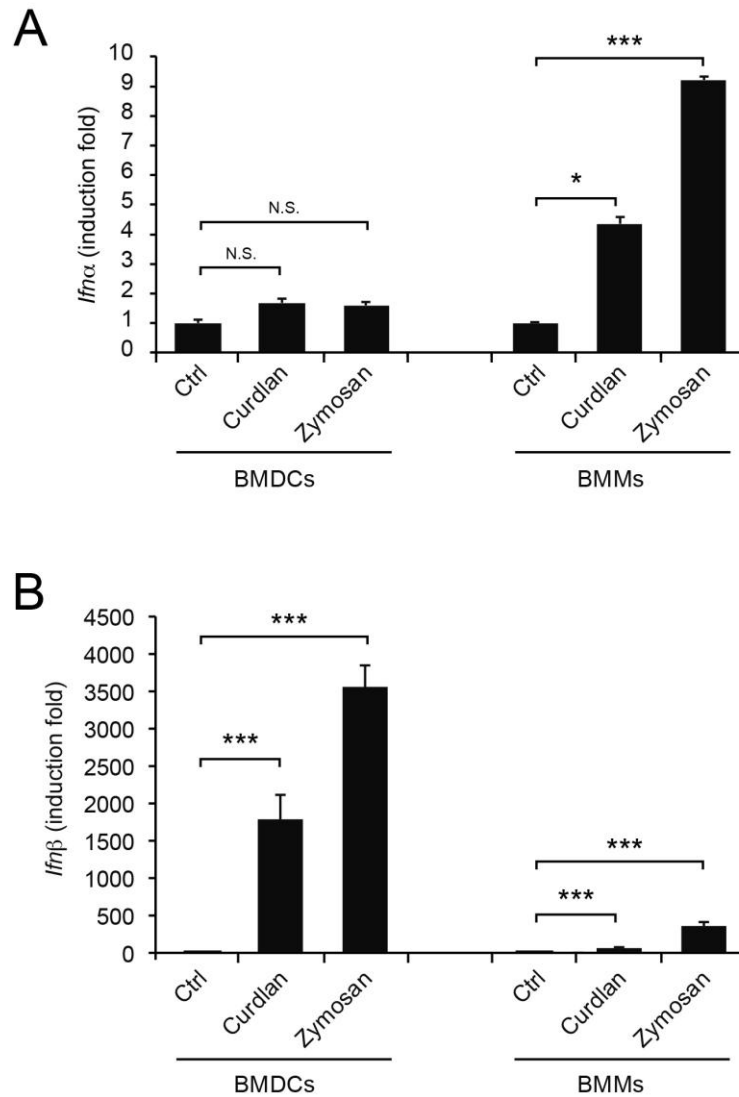 A
Ifnα (induction fold)
10
9
8
7
6
5
4
3
2
1
0
N.S.
N.S.
*
***
Ctrl
Curdlan
Zymosan
Ctrl
Curdlan
Zymosan
BMDCs
BMMs
B
Ifnβ (induction fold)
4500
4000
3500
3000
2500
2000
1500
1000
500
0
***
***
***
***
Ctrl
Curdlan
Zymosan
Ctrl
Curdlan
Zymosan
BMDCs
BMMs